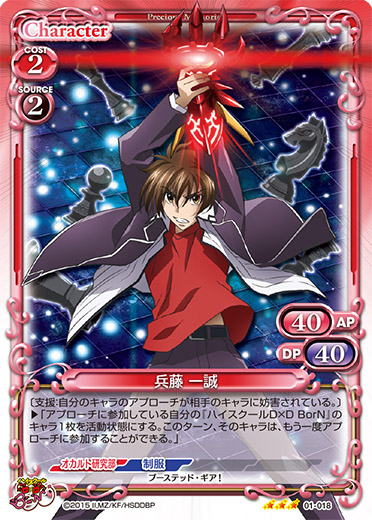 Precious Memories
Character
COST
2
SOURCE
2
40 AP
DP 40
兵藤 一誠
〔支援:自分のキャラのアプローチが相手のキャラに妨害されている。〕
▶「アプローチに参加している自分の『ハイスクールD×D BorN』の
キャラ1枚を活動状態にする。このターン、そのキャラは、もう一度アプ
ローチに参加することができる。」
オカルト研究部
制服
ブーステッド・ギア!
©2015 II,MZ/KF/HSDDBP
01-018